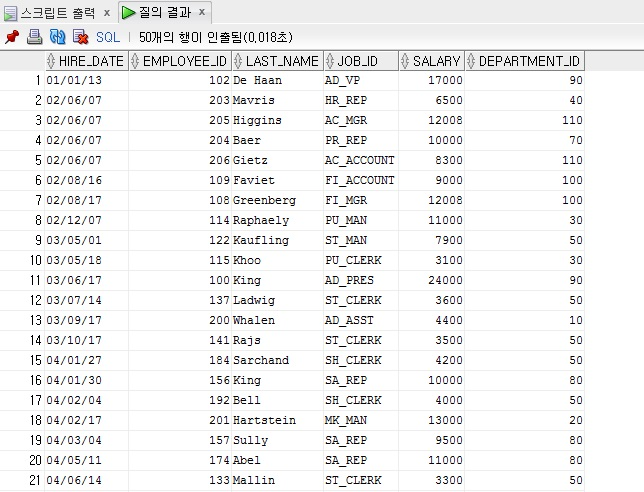 스크립트 출력 x 질의 결과 x
SQL | 50개의 행이 인출됨(0,018초)
HIRE_DATE EMPLOYEE_ID LAST_NAME JOB_ID SALARY DEPARTMENT_ID
1 01/01/13 102 De Haan AD_VP 17000 90
2 02/06/07 203 Mavris HR_REP 6500 40
3 02/06/07 205 Higgins AC_MGR 12008 110
4 02/06/07 204 Baer PR_REP 10000 70
5 02/06/07 206 Gietz AC_ACCOUNT 8300 110
6 02/08/16 109 Faviet FI_ACCOUNT 9000 100
7 02/08/17 108 Greenberg FI_MGR 12008 100
8 02/12/07 114 Raphaely PU_MAN 11000 30
9 03/05/01 122 Kaufling ST_MAN 7900 50
10 03/05/18 115 Khoo PU_CLERK 3100 30
11 03/06/17 100 King AD_PRES 24000 90
12 03/07/14 137 Ladwig ST_CLERK 3600 50
13 03/09/17 200 Whalen AD_ASST 4400 10
14 03/10/17 141 Rajs ST_CLERK 3500 50
15 04/01/27 184 Sarchand SH_CLERK 4200 50
16 04/01/30 156 King SA_REP 10000 80
17 04/02/04 192 Bell SH_CLERK 4000 50
18 04/02/17 201 Hartstein MK_MAN 13000 20
19 04/03/04 157 Sully SA_REP 9500 80
20 04/05/11 174 Abel SA_REP 11000 80
21 04/06/14 133 Mallin ST_CLERK 3300 50